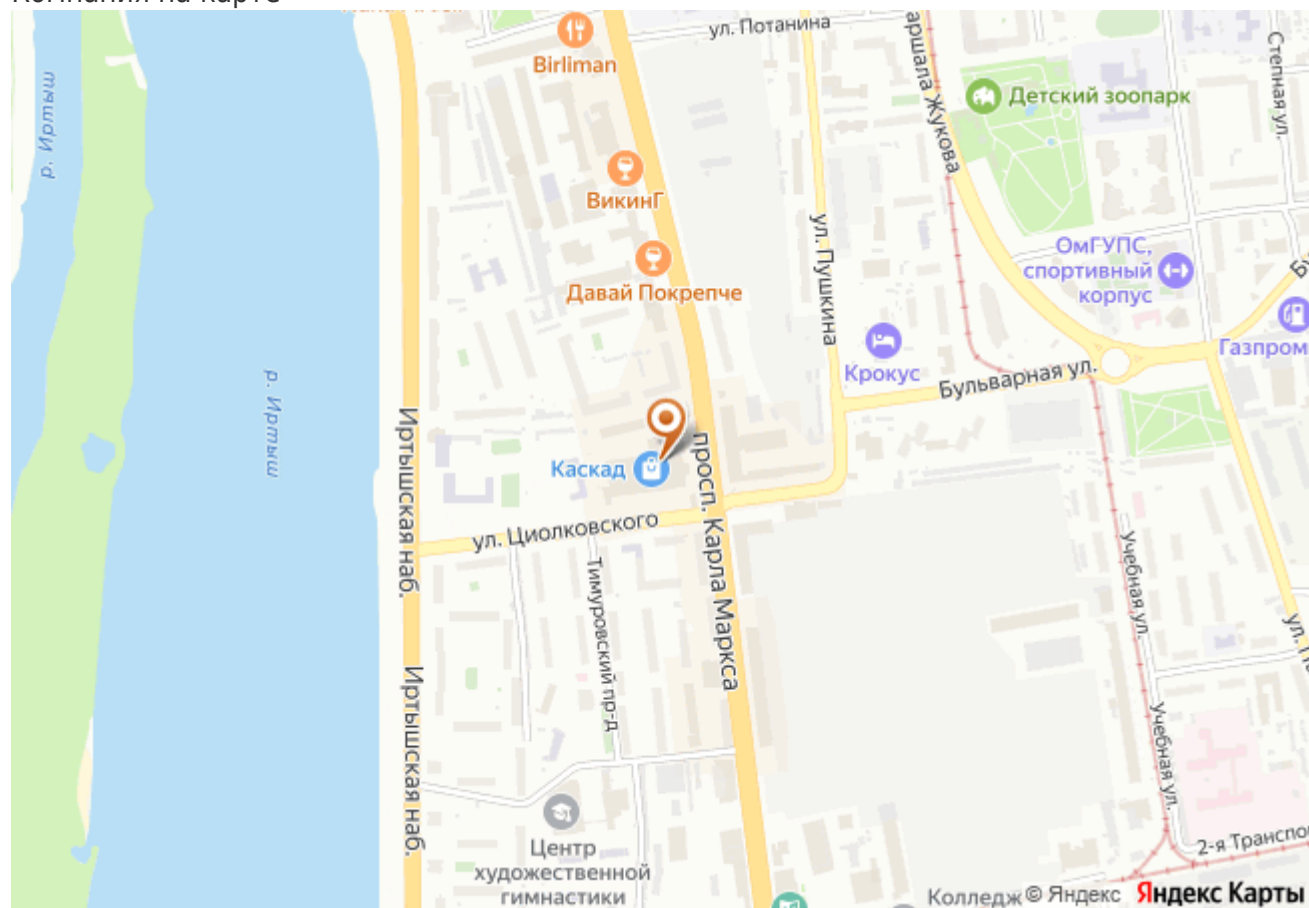 ул. Потанина
Birliman
Степная ул.
р. Иртыш
Детский зоопарк
ВикинГ
ул. Пушкина
ОмГУПС,
спортивный
корпус
Давай Покрепче
Газпром
Крокус
Бульварная ул.
р. Иртыш
Иртышская наб.
просп. Карла Маркса
Каскад
ул. Циолковского
Тимуровский пр-д
Учебная ул.
Иртышская наб.
Учебная ул.
Центр
художественной
гимнастики
2-я Транспо
Колледж
© Яндекс Яндекс Карты